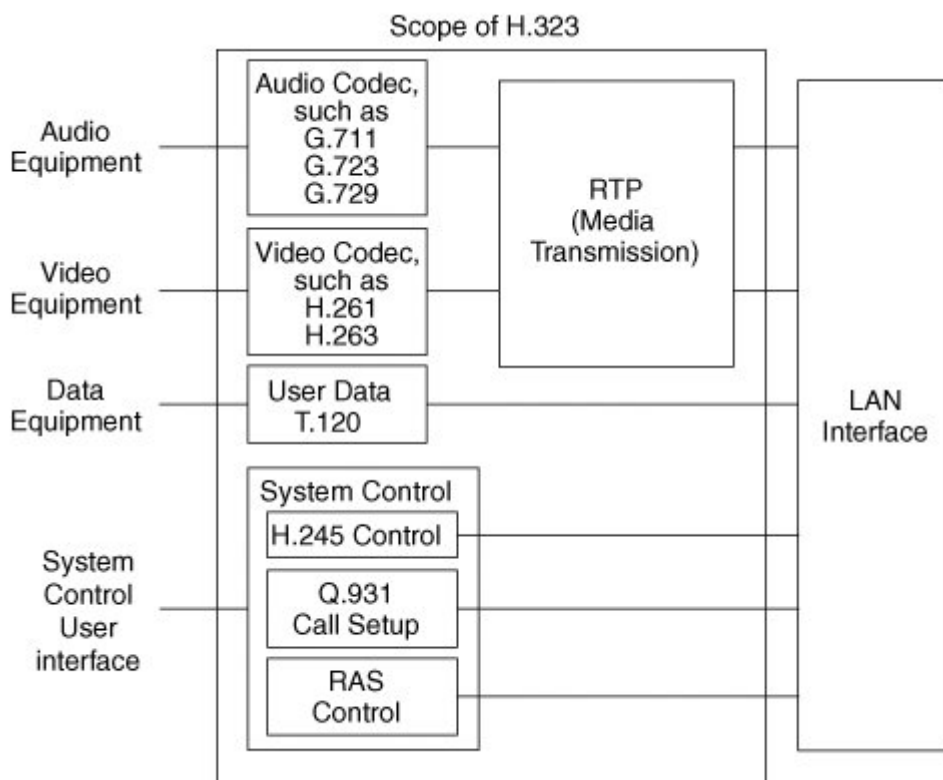 Scope of H.323
Audio
Equipment
Audio Codec,
such as
G.711
G.723
G.729
RTP
(Media
Transmission)
Video
Equipment
Video Codec,
such as
H.261
H.263
Data
Equipment
User Data
T.120
LAN
Interface
System
Control
User
interface
System Control
H.245 Control
Q.931
Call Setup
RAS
Control